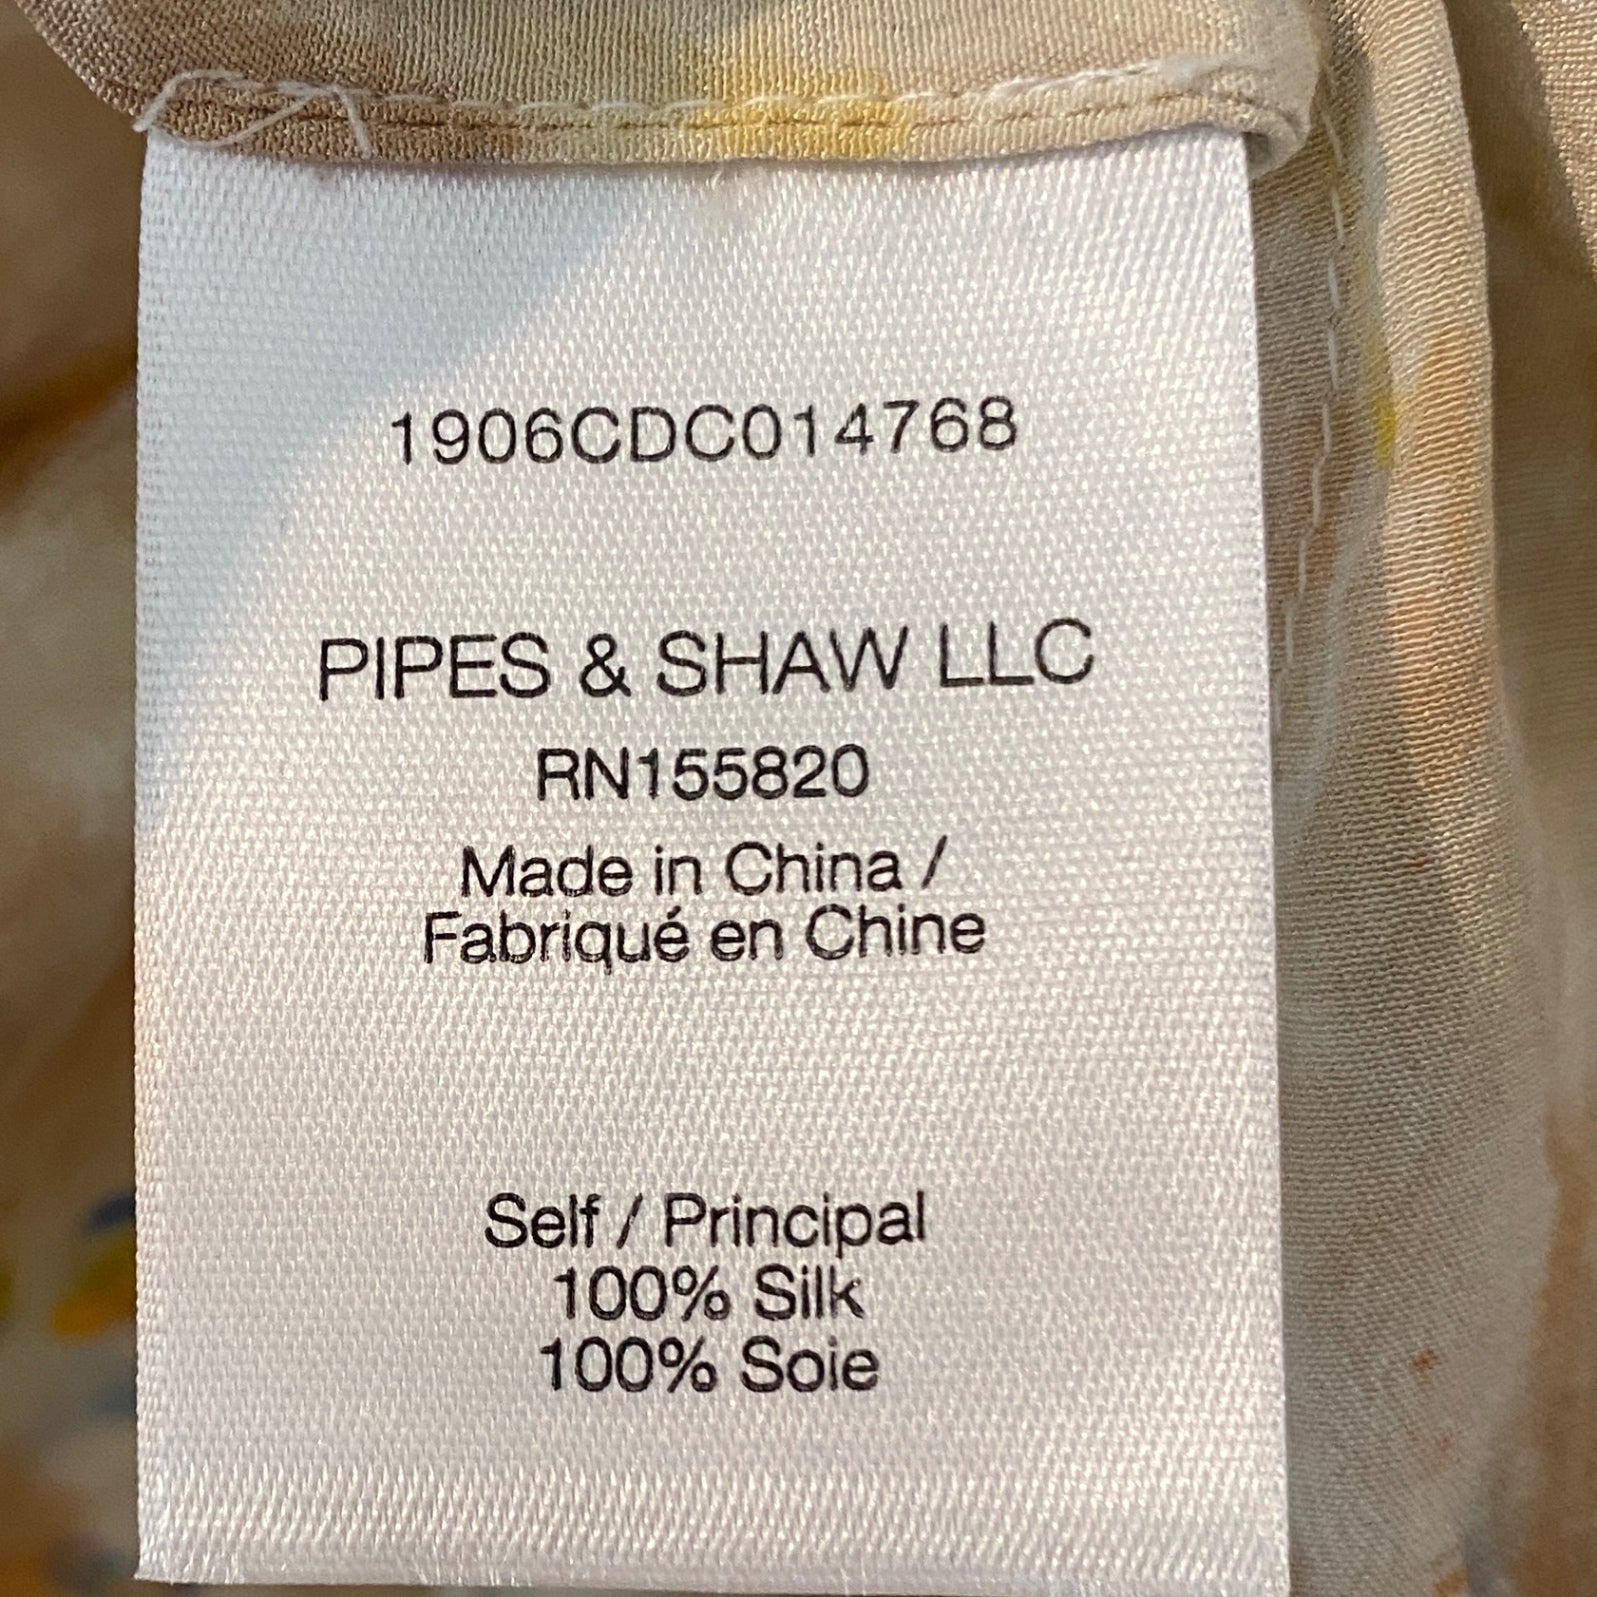 1906CDC014768
PIPES & SHAW LLC
RN155820
Made in China /
Fabriqué en Chine
Self / Principal
100% Silk
100% Soie